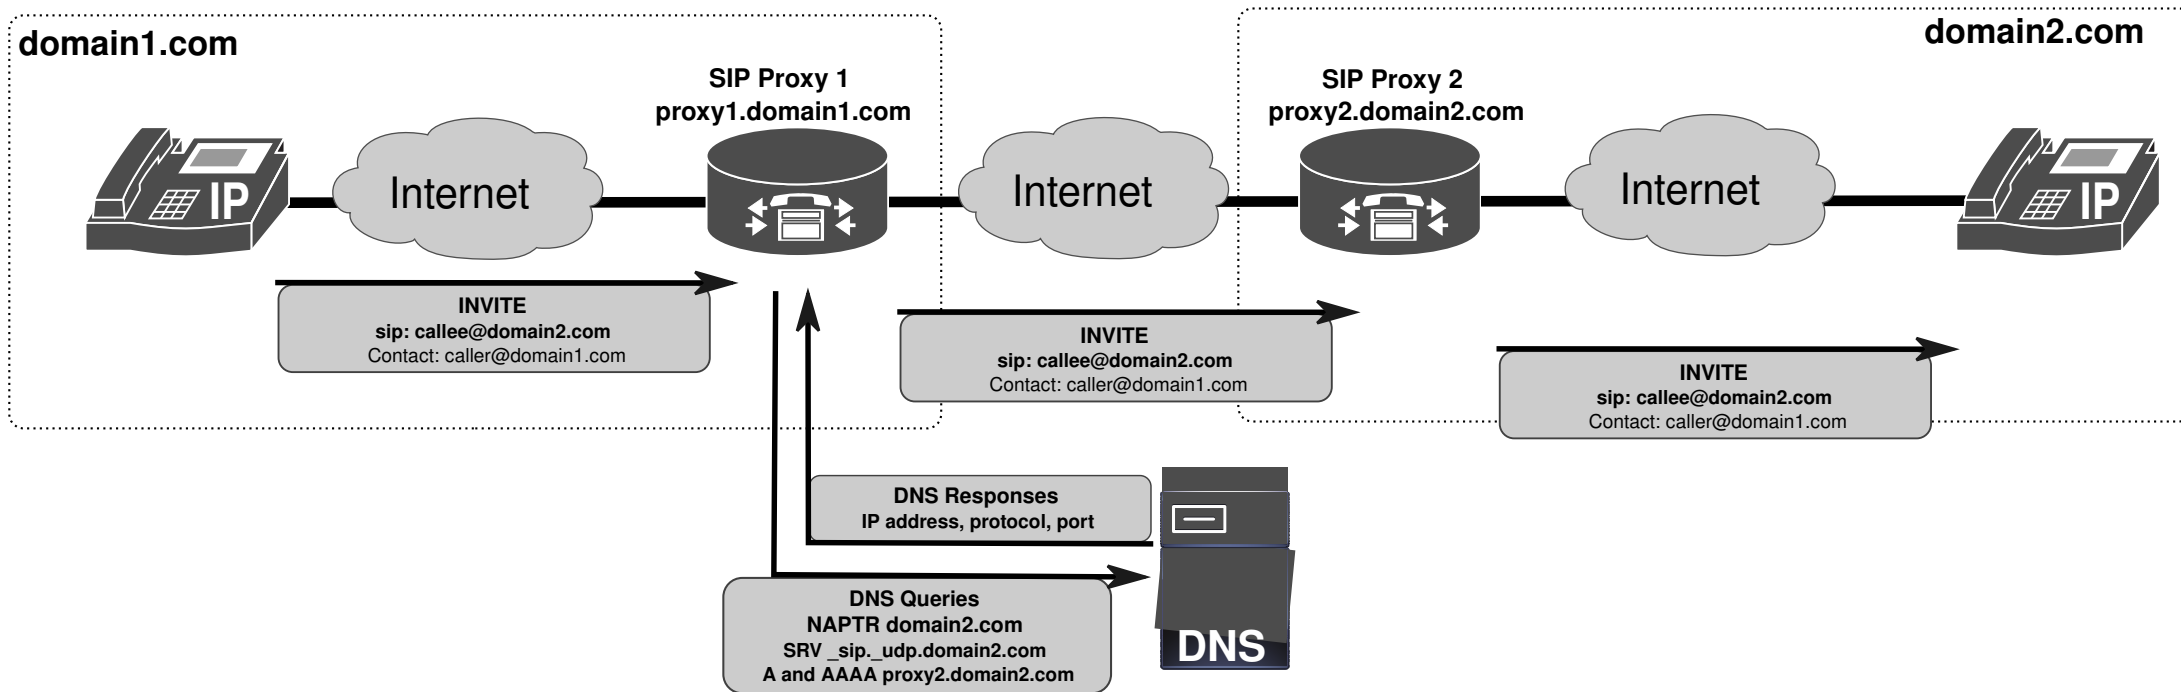 domain1.com
domain2.com
SIP Proxy 1
proxy1.domain1.com
SIP Proxy 2
proxy2.domain2.com
IP
Internet
Internet
Internet
IP
INVITE
sip: callee@domain2.com
Contact: caller@domain1.com
INVITE
sip: callee@domain2.com
Contact: caller@domain1.com
INVITE
sip: callee@domain2.com
Contact: caller@domain1.com
DNS Responses
IP address, protocol, port
DNS Queries
NAPTR domain2.com
SRV _sip._udp.domain2.com
A and AAAA proxy2.domain2.com
DNS